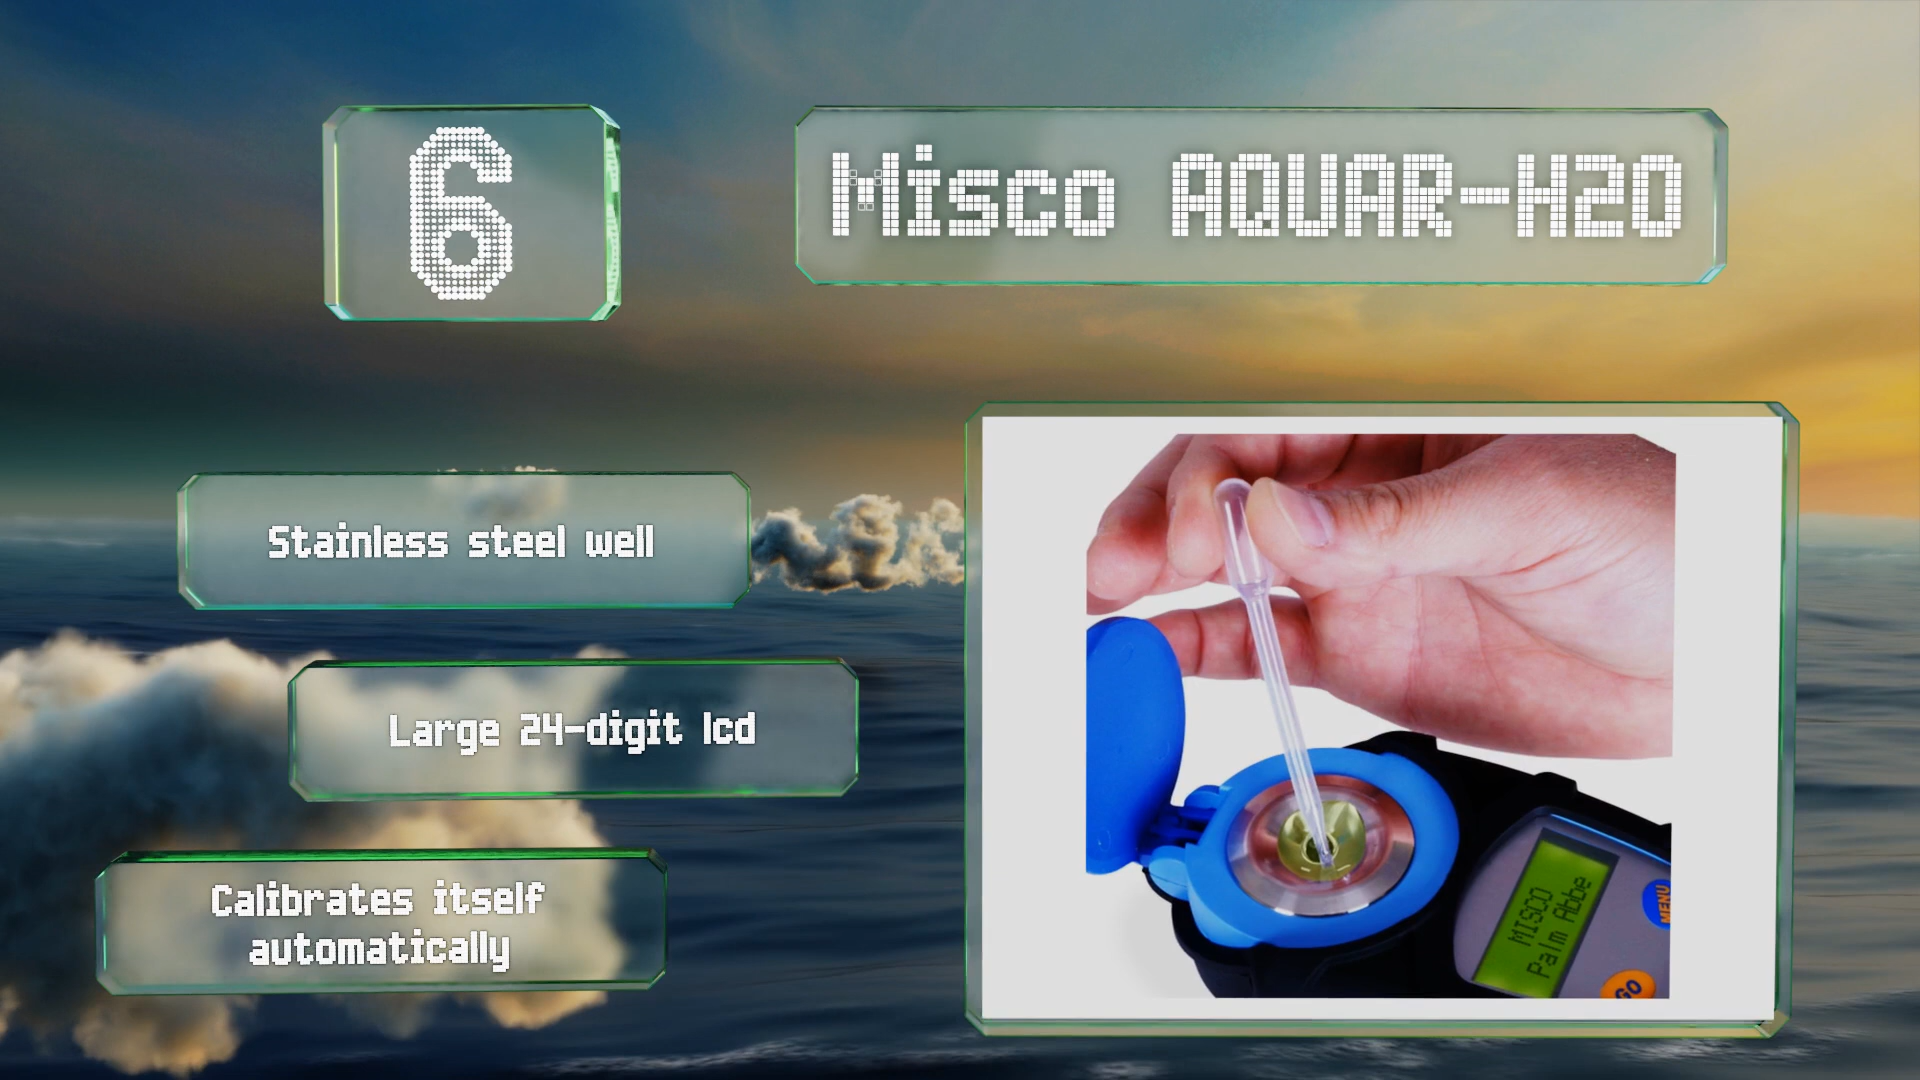 6
Misco AQUAR-H2O
Stainless steel well
Large 24-digit lcd
Calibrates itself
automatically
MISCO
Palm Abbe
MENU
GO